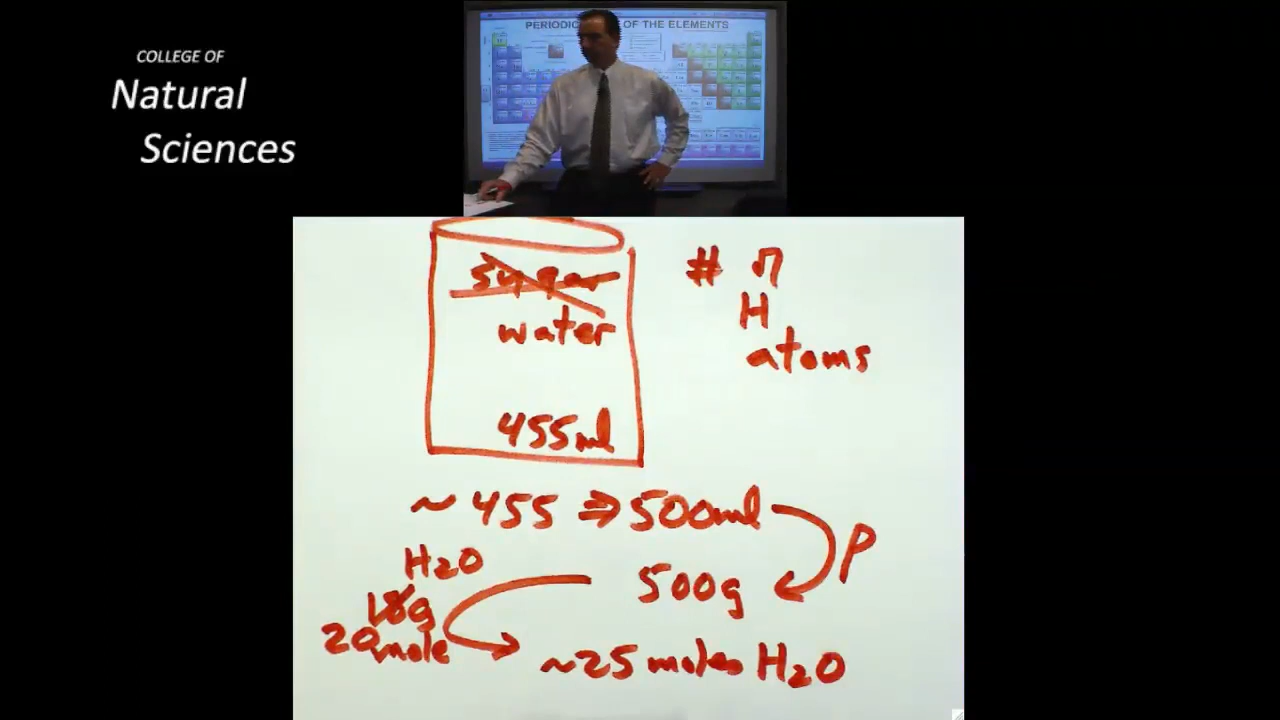 COLLEGE OF
Natural
Sciences
PERIODIC OF THE ELEMENTS
sugar
water
455ml
# n
H
atoms
~ 455 ⇒ 500ml
ρ
500g
H2O
18g
20 mole
~25 moles H2O